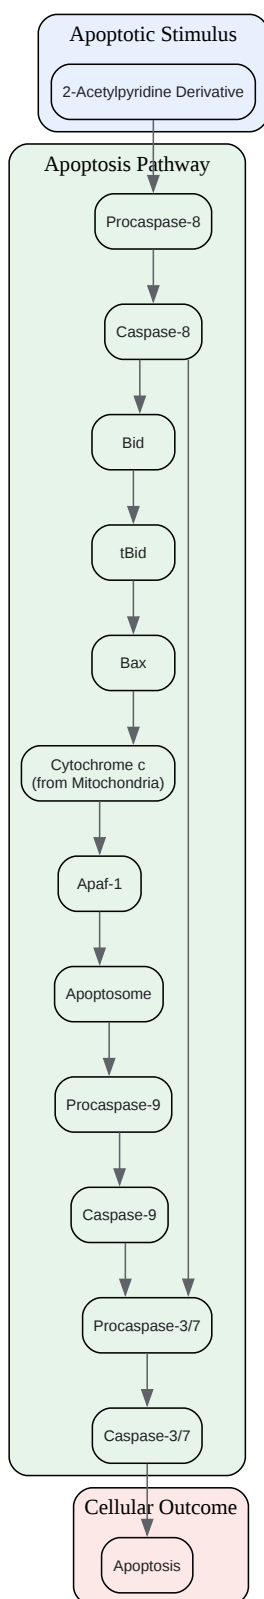 Apoptotic Stimulus
2-Acetylpyridine Derivative
Apoptosis Pathway
Procaspase-8
Caspase-8
Bid
tBid
Bax
Cytochrome c
(from Mitochondria)
Apaf-1
Apoptosome
Procaspase-9
Caspase-9
Procaspase-3/7
Caspase-3/7
Cellular Outcome
Apoptosis